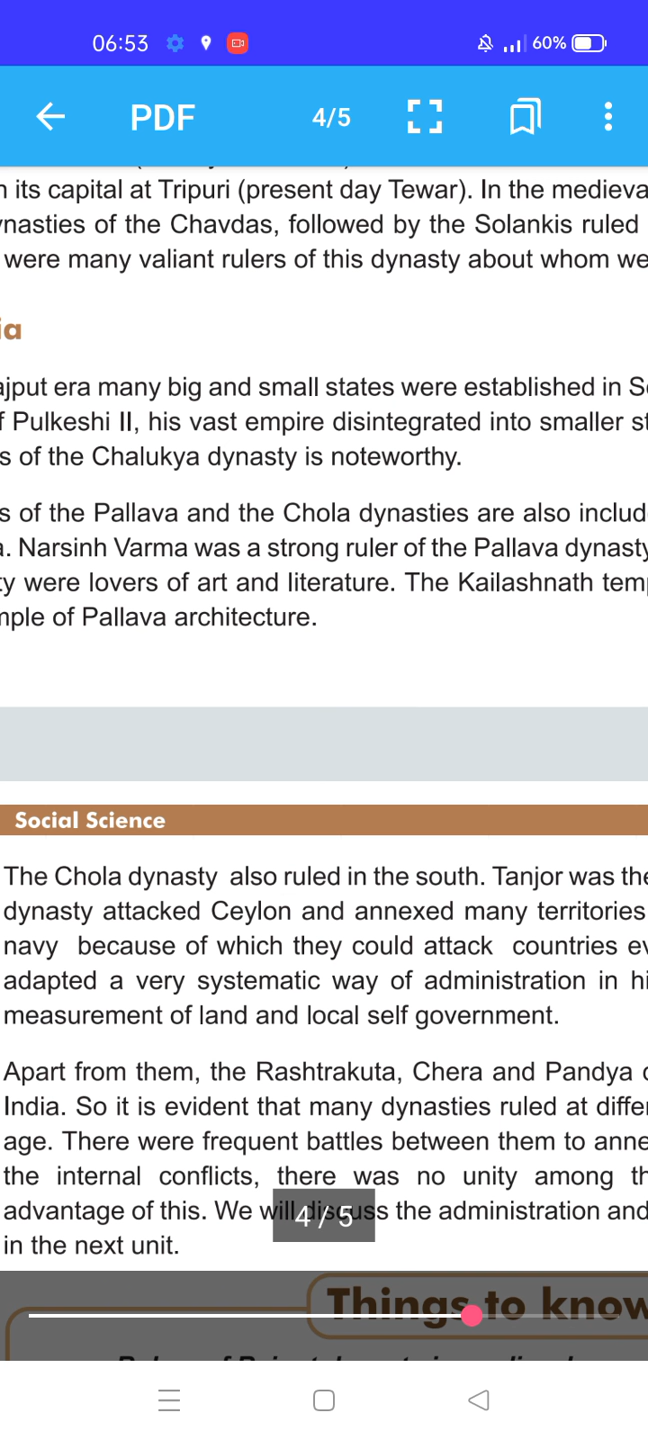 06:53 60%
PDF 4/5
its capital at Tripuri (present day Tewar). In the medieva
nasties of the Chavdas, followed by the Solankis ruled
were many valiant rulers of this dynasty about whom we
ia
ajput era many big and small states were established in S
f Pulkeshi II, his vast empire disintegrated into smaller st
s of the Chalukya dynasty is noteworthy.
s of the Pallava and the Chola dynasties are also includ
a. Narsinh Varma was a strong ruler of the Pallava dynasty
ty were lovers of art and literature. The Kailashnath temp
mple of Pallava architecture.
Social Science
The Chola dynasty also ruled in the south. Tanjor was the
dynasty attacked Ceylon and annexed many territories
navy because of which they could attack countries ev
adapted a very systematic way of administration in hi
measurement of land and local self government.
Apart from them, the Rashtrakuta, Chera and Pandya
India. So it is evident that many dynasties ruled at differ
age. There were frequent battles between them to anne
the internal conflicts, there was no unity among th
advantage of this. We will discuss the administration and
4 / 5
in the next unit.
Things to know